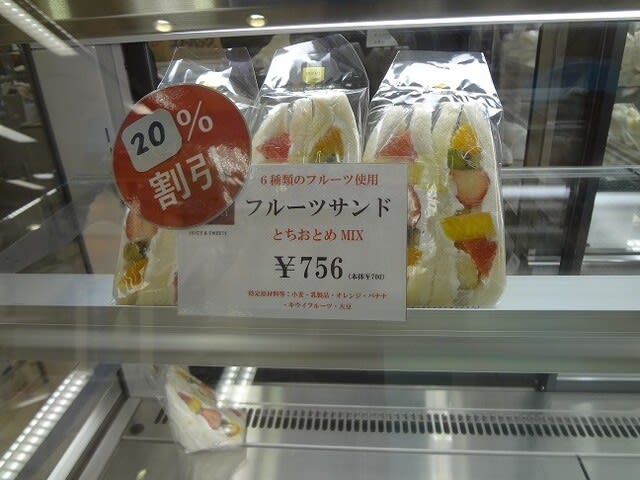 20%
割引
6種類のフルーツ使用
フルーツサンド
とちおとめ MIX
￥756 (本体￥700)
特定原材料等：小麦・乳製品・オレンジ・バナナ
・キウイフルーツ・大豆